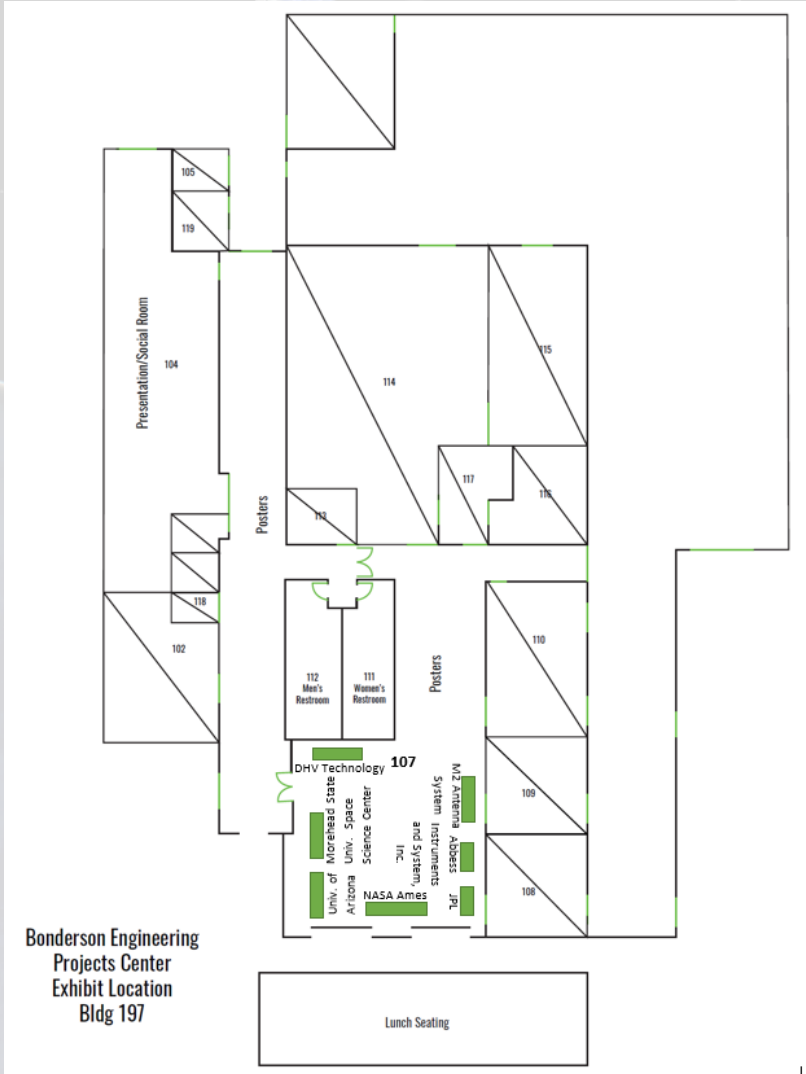 105
119
Presentation/Social Room
104
114
115
117
116
113
Posters
118
102
110
112
Men's
Restroom
111
Women's
Restroom
Posters
DHV Technology
107
Morehead State
Univ. Space
Science Center
M2 Antenna
System
Abbess
Instruments
and System,
Inc.
109
Univ. of
Arizona
NASA Ames
JPL
108
Bonderson Engineering
Projects Center
Exhibit Location
Bldg 197
Lunch Seating